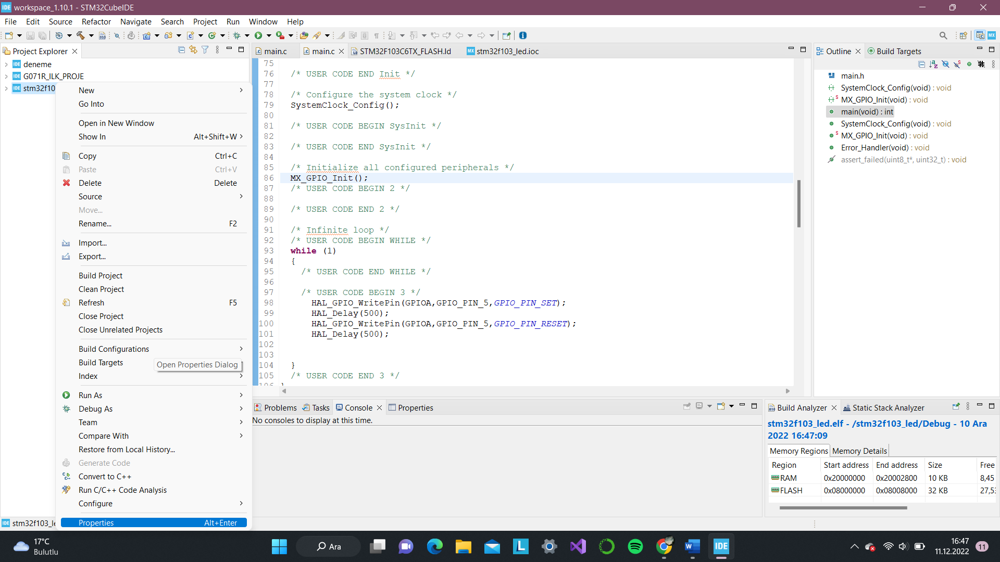 IDE workspace_1.10.1 - STM32CubeIDE
File Edit Source Refactor Navigate Search Project Run Window Help
Project Explorer
deneme
G071R_ILK_PROJE
stm32f10
New
Go Into
Open in New Window
Show In Alt+Shift+W
Copy Ctrl+C
Paste Ctrl+V
Delete Delete
Source
Move...
Rename... F2
Import...
Export...
Build Project
Clean Project
Refresh F5
Close Project
Close Unrelated Projects
Build Configurations
Build Targets
Open Properties Dialog
Index
Run As
Debug As
Team
Compare With
Restore from Local History...
Generate Code
Convert to C++
Run C/C++ Code Analysis
Configure
Properties Alt+Enter
main.c main.c STM32F103C6TX_FLASH.ld stm32f103_led.ioc
75
76 /* USER CODE END Init */
77
78 /* Configure the system clock */
79 SystemClock_Config();
80
81 /* USER CODE BEGIN SysInit */
82
83 /* USER CODE END SysInit */
84
85 /* Initialize all configured peripherals */
86 MX_GPIO_Init();
87 /* USER CODE BEGIN 2 */
88
89 /* USER CODE END 2 */
90
91 /* Infinite loop */
92 /* USER CODE BEGIN WHILE */
93 while (1)
94 {
95 /* USER CODE END WHILE */
96
97 /* USER CODE BEGIN 3 */
98 HAL_GPIO_WritePin(GPIOA,GPIO_PIN_5,GPIO_PIN_SET);
99 HAL_Delay(500);
100 HAL_GPIO_WritePin(GPIOA,GPIO_PIN_5,GPIO_PIN_RESET);
101 HAL_Delay(500);
102
103
104 }
105 /* USER CODE END 3 */
Outline Build Targets
main.h
SystemClock_Config(void) : void
MX_GPIO_Init(void) : void
main(void) : int
SystemClock_Config(void) : void
MX_GPIO_Init(void) : void
Error_Handler(void) : void
assert_failed(uint8_t*, uint32_t) : void
Problems Tasks Console Properties
No consoles to display at this time.
Build Analyzer Static Stack Analyzer
stm32f103_led.elf - /stm32f103_led/Debug - 10 Ara
2022 16:47:09
Memory Regions Memory Details
Region Start address End address Size Free
RAM 0x20000000 0x20002800 10 KB 8,45
FLASH 0x08000000 0x08008000 32 KB 27,5
IDE stm32f103_le
17°C
Bulutlu
Ara
IDE
16:47
11.12.2022
11